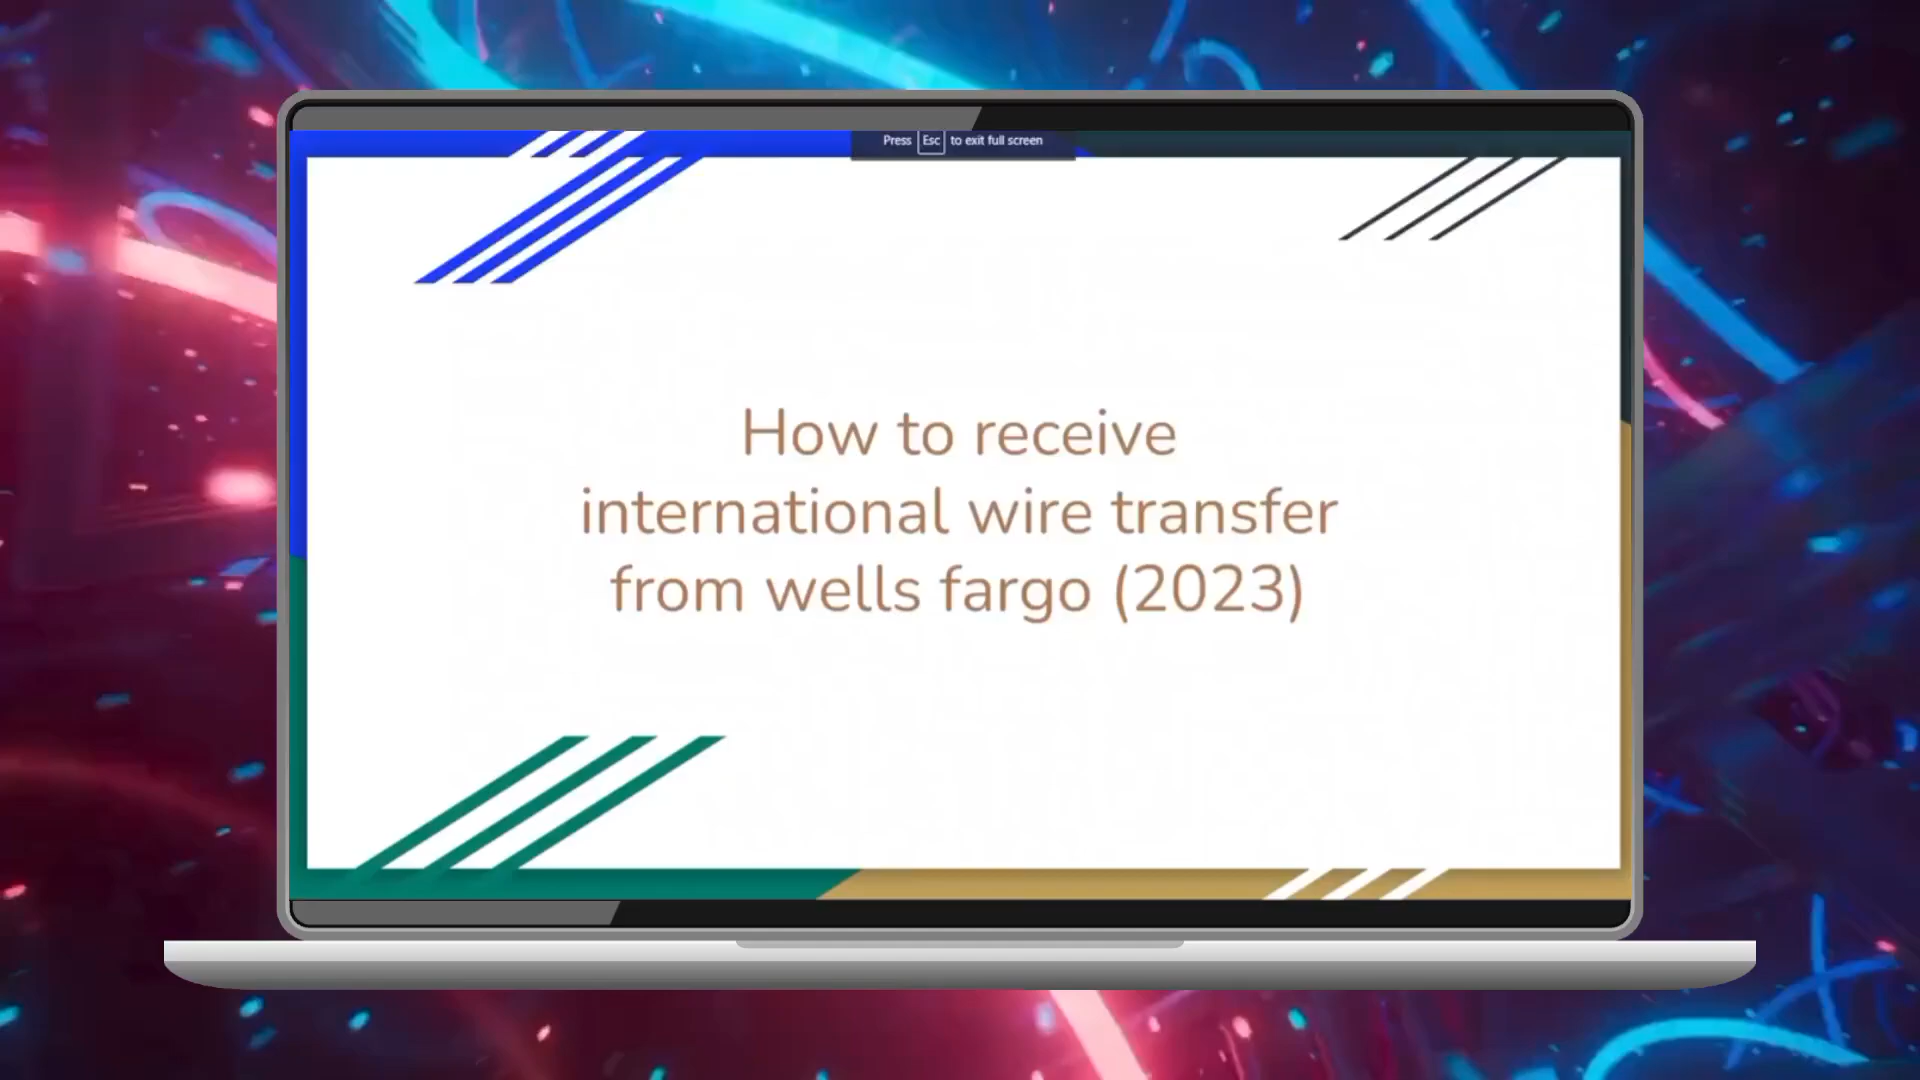 Press Esc to exit full screen
How to receive
international wire transfer
from wells fargo (2023)